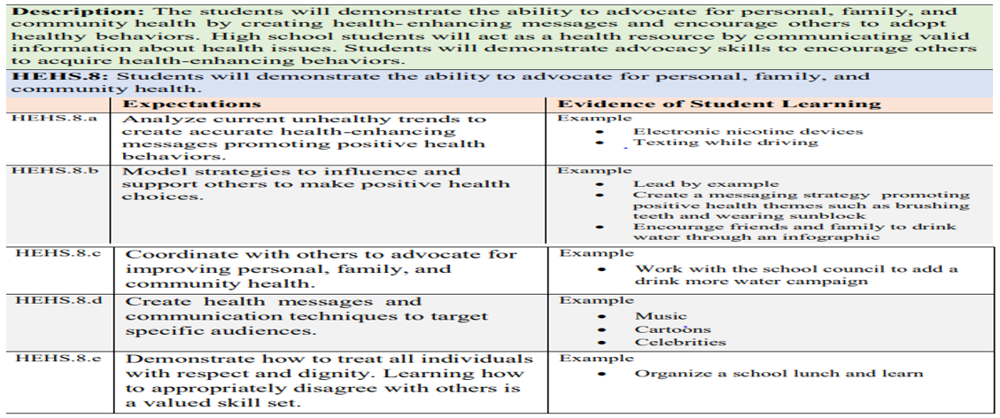 Description: The students will demonstrate the ability to advocate for personal, family, and
community health by creating health-enhancing messages and encourage others to adopt
healthy behaviors. High school students will act as a health resource by communicating valid
information about health issues. Students will demonstrate advocacy skills to encourage others
to acquire health-enhancing behaviors.
HEHS.8: Students will demonstrate the ability to advocate for personal, family, and
community health.
Expectations
Evidence of Student Learning
HEHS.8.a
Analyze current unhealthy trends to
create accurate health-enhancing
messages promoting positive health
behaviors.
Example
• Electronic nicotine devices
• Texting while driving
HEHS.8.b
Model strategies to influence and
support others to make positive health
choices.
Example
• Lead by example
• Create a messaging strategy promoting
positive health themes such as brushing
teeth and wearing sunblock
• Encourage friends and family to drink
water through an infographic
HEHS.8.c
Coordinate with others to advocate for
improving personal, family, and
community health.
Example
• Work with the school council to add a
drink more water campaign
HEHS.8.d
Create health messages and
communication techniques to target
specific audiences.
Example
• Music
• Cartoons
• Celebrities
HEHS.8.e
Demonstrate how to treat all individuals
with respect and dignity. Learning how
to appropriately disagree with others is
a valued skill set.
Example
• Organize a school lunch and learn